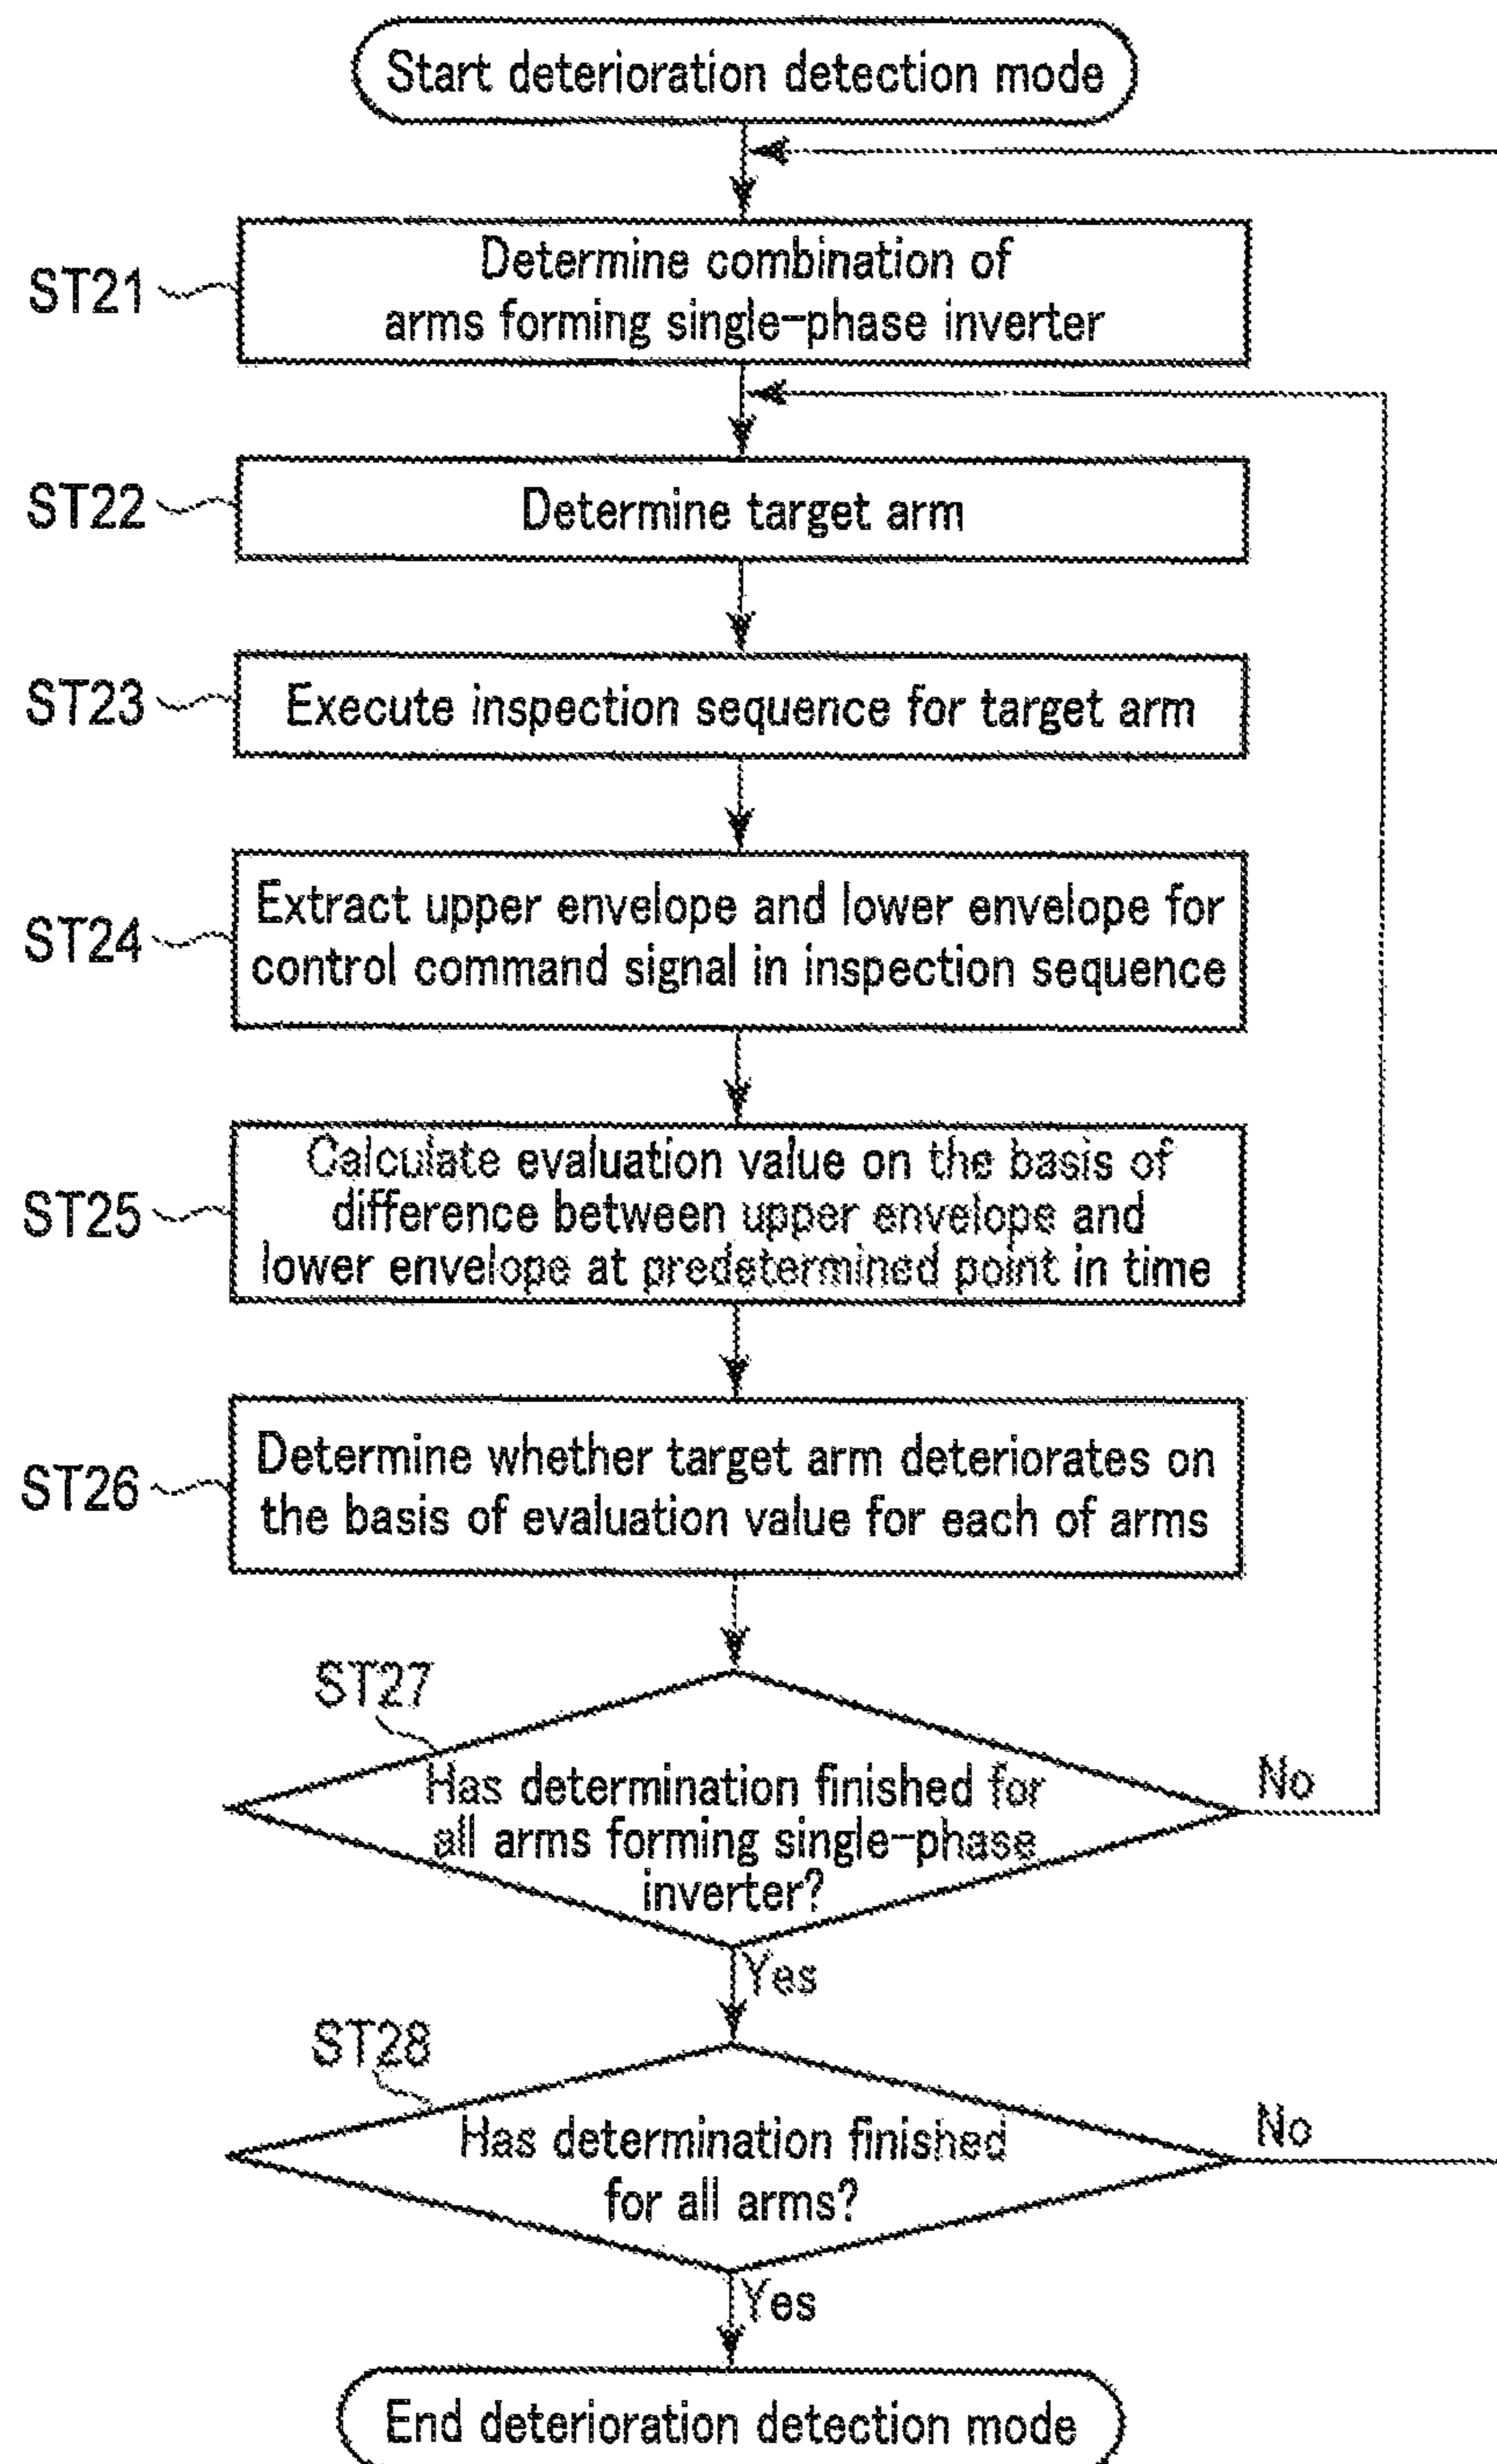 Start deterioration detection mode
ST21
Determine combination of
arms forming single-phase inverter
ST22
Determine target arm
ST23
Execute inspection sequence for target arm
ST24
Extract upper envelope and lower envelope for
control command signal in inspection sequence
ST25
Calculate evaluation value on the basis of
difference between upper envelope and
lower envelope at predetermined point in time
ST26
Determine whether target arm deteriorates on
the basis of evaluation value for each of arms
ST27
Has determination finished for
all arms forming single-phase
inverter?
No
Yes
ST28
Has determination finished
for all arms?
No
Yes
End deterioration detection mode